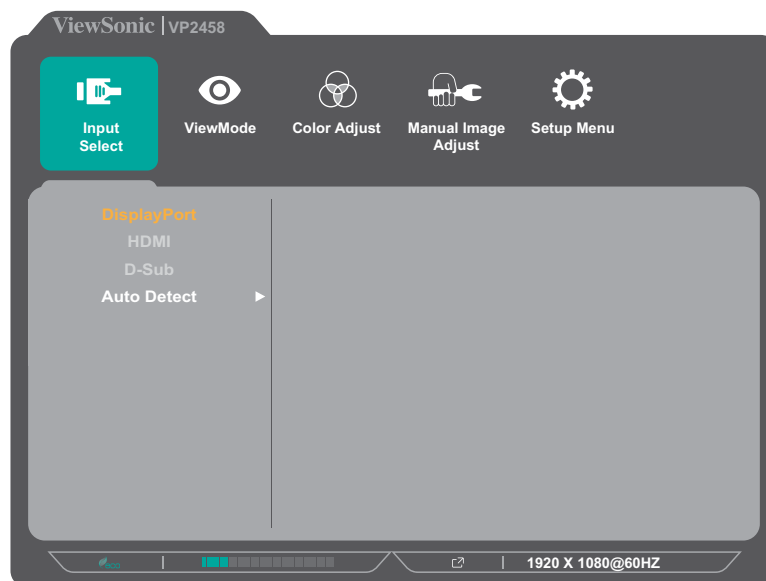 ViewSonic | VP2458
Input
Select
ViewMode
Color Adjust
Manual Image
Adjust
Setup Menu
DisplayPort
HDMI
D-Sub
Auto Detect
eco
1920 X 1080@60HZ